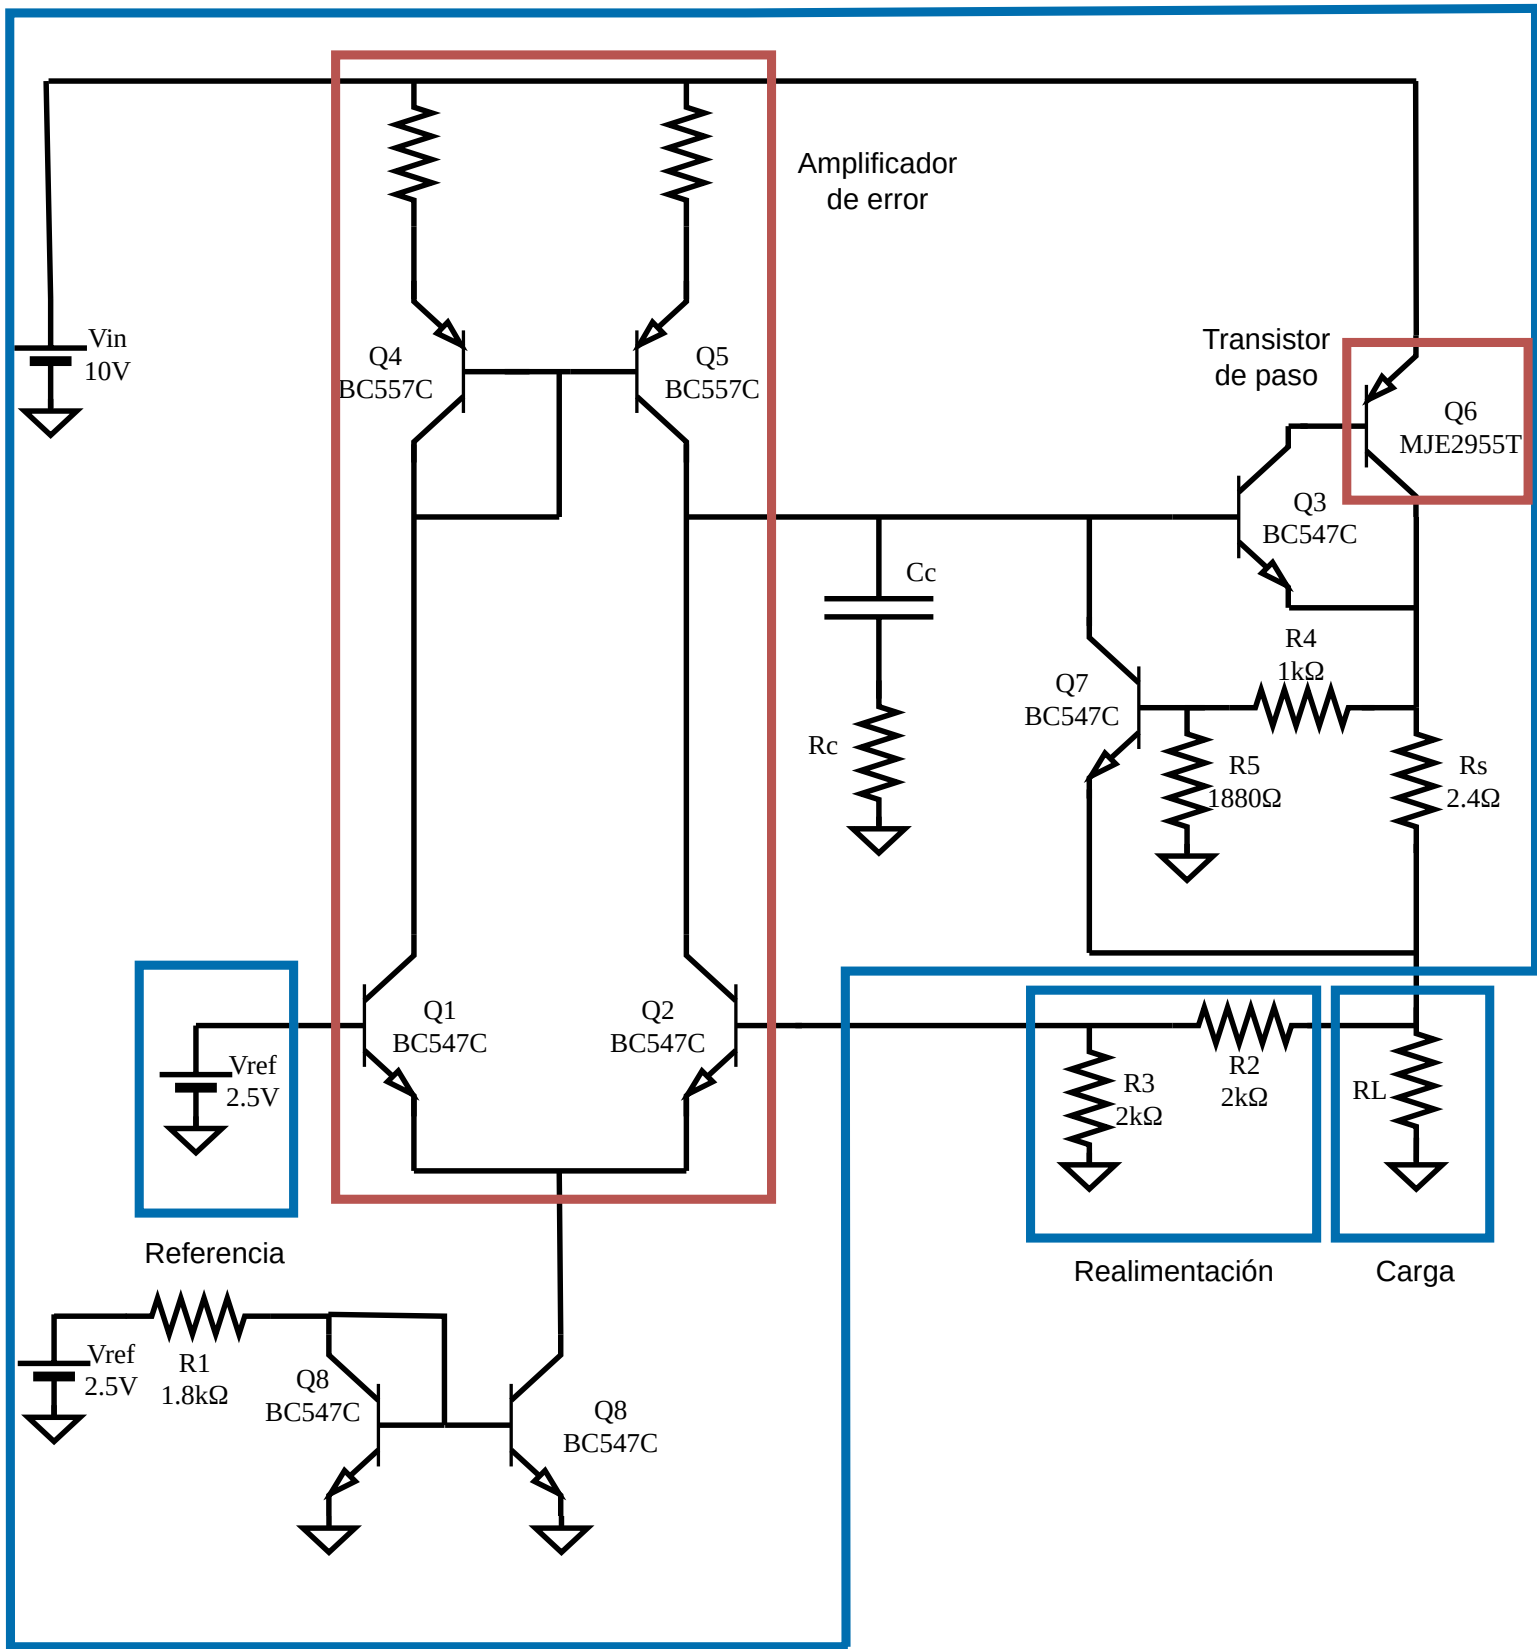 Amplificador
de error
Vin
10V
Q4
BC557C
Q5
BC557C
Transistor
de paso
Q6
MJE2955T
Q3
BC547C
Cc
R4
1kΩ
Q7
BC547C
Rc
R5
1880Ω
Rs
2.4Ω
Q1
BC547C
Q2
BC547C
Vref
2.5V
R3
2kΩ
R2
2kΩ
RL
Referencia
Realimentación
Carga
Vref
2.5V
R1
1.8kΩ
Q8
BC547C
Q8
BC547C